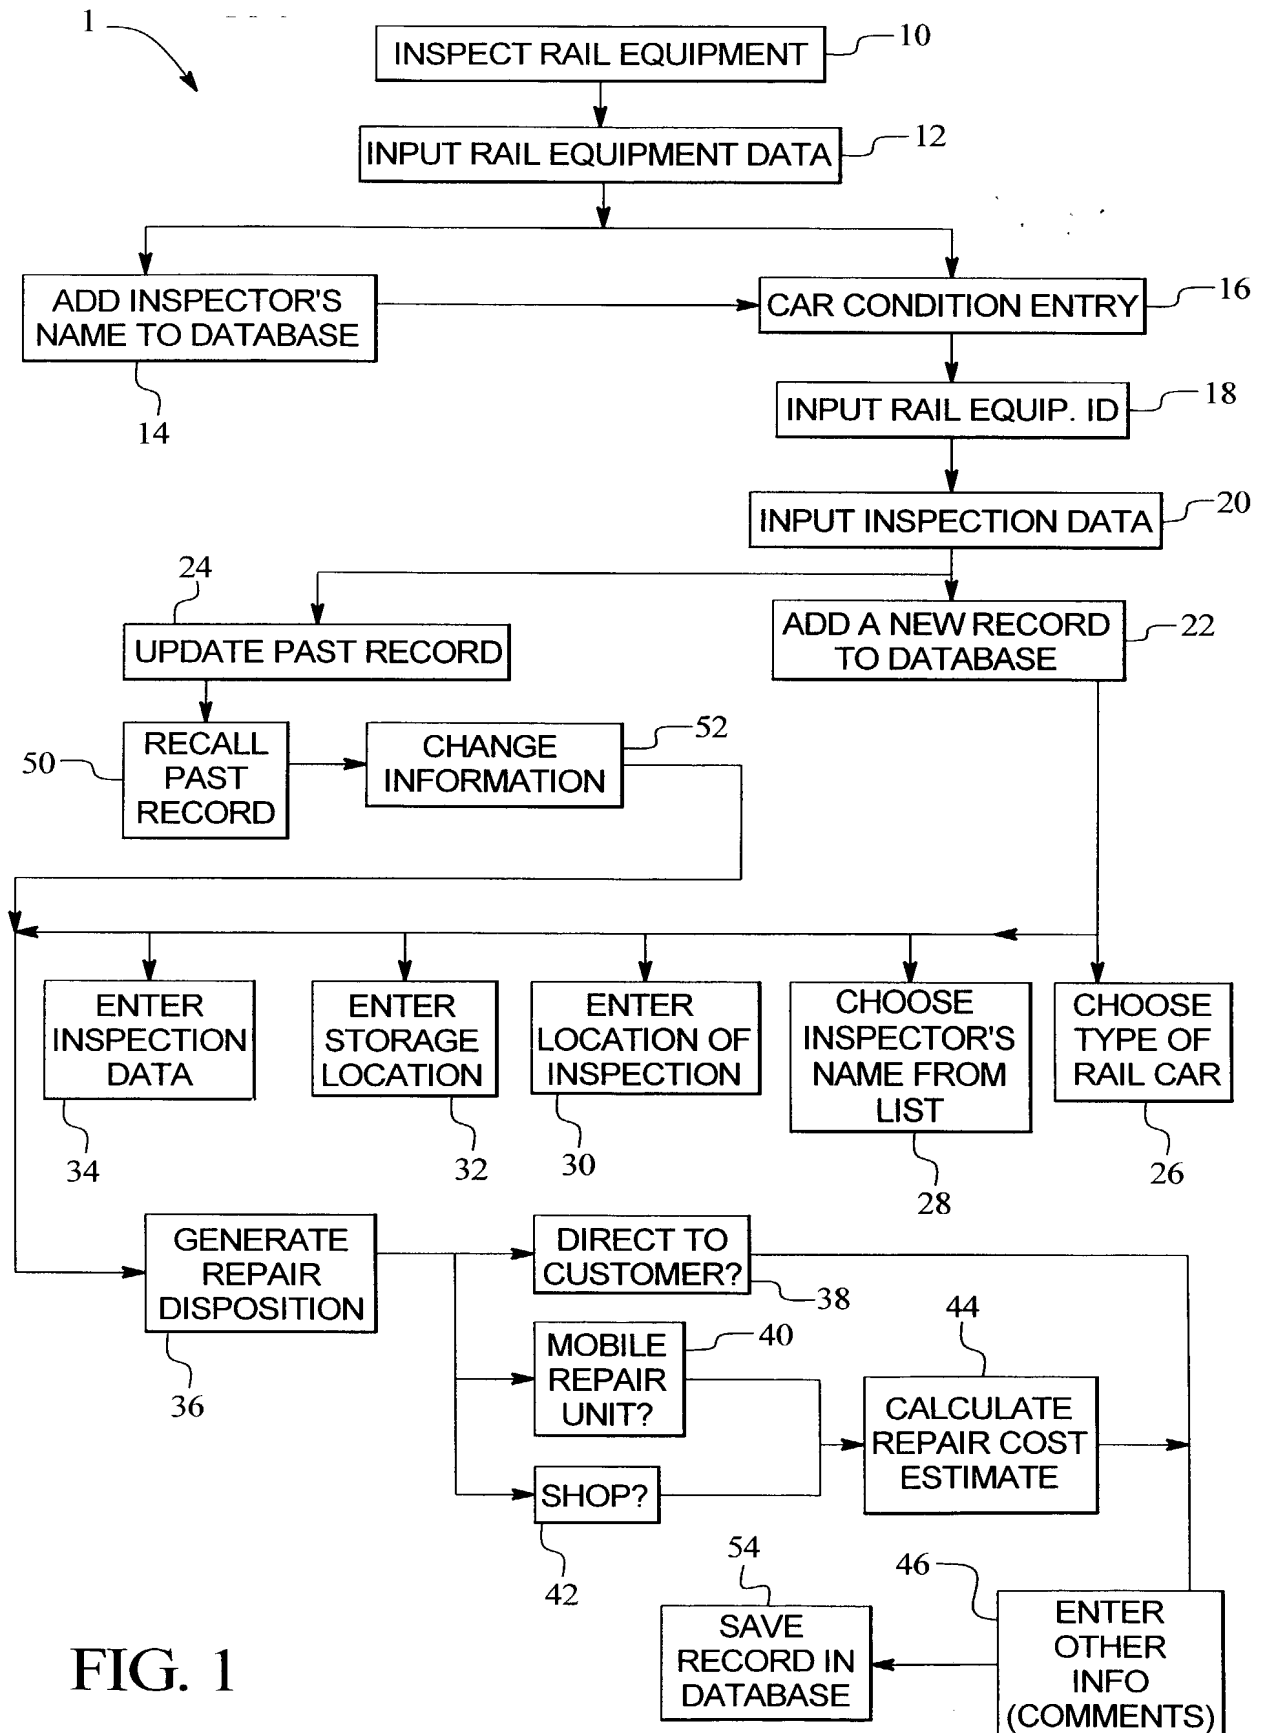 1
INSPECT RAIL EQUIPMENT
10
INPUT RAIL EQUIPMENT DATA
12
ADD INSPECTOR'S
NAME TO DATABASE
14
CAR CONDITION ENTRY
16
INPUT RAIL EQUIP. ID
18
INPUT INSPECTION DATA
20
24
UPDATE PAST RECORD
ADD A NEW RECORD
TO DATABASE
22
50
RECALL
PAST
RECORD
CHANGE
INFORMATION
52
ENTER
INSPECTION
DATA
34
ENTER
STORAGE
LOCATION
32
ENTER
LOCATION OF
INSPECTION
30
CHOOSE
INSPECTOR'S
NAME FROM
LIST
28
CHOOSE
TYPE OF
RAIL CAR
26
GENERATE
REPAIR
DISPOSITION
36
DIRECT TO
CUSTOMER?
38
MOBILE
REPAIR
UNIT?
40
SHOP?
42
44
CALCULATE
REPAIR COST
ESTIMATE
46
ENTER
OTHER
INFO
(COMMENTS)
54
SAVE
RECORD IN
DATABASE
FIG. 1